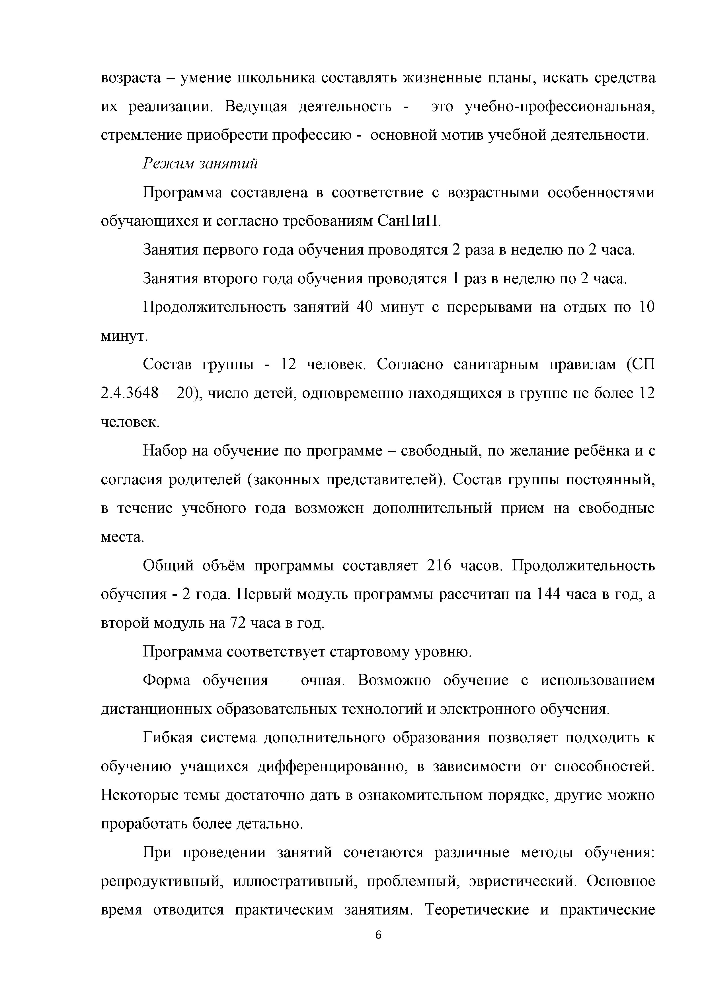 возраста – умение школьника составлять жизненные планы, искать средства
их реализации. Ведущая деятельность - это учебно-профессиональная,
стремление приобрести профессию - основной мотив учебной деятельности.
Режим занятий
Программа составлена в соответствие с возрастными особенностями
обучающихся и согласно требованиям СанПиН.
Занятия первого года обучения проводятся 2 раза в неделю по 2 часа.
Занятия второго года обучения проводятся 1 раз в неделю по 2 часа.
Продолжительность занятий 40 минут с перерывами на отдых по 10
минут.
Состав группы - 12 человек. Согласно санитарным правилам (СП
2.4.3648 – 20), число детей, одновременно находящихся в группе не более 12
человек.
Набор на обучение по программе – свободный, по желание ребёнка и с
согласия родителей (законных представителей). Состав группы постоянный,
в течение учебного года возможен дополнительный прием на свободные
места.
Общий объём программы составляет 216 часов. Продолжительность
обучения - 2 года. Первый модуль программы рассчитан на 144 часа в год, а
второй модуль на 72 часа в год.
Программа соответствует стартовому уровню.
Форма обучения – очная. Возможно обучение с использованием
дистанционных образовательных технологий и электронного обучения.
Гибкая система дополнительного образования позволяет подходить к
обучению учащихся дифференцированно, в зависимости от способностей.
Некоторые темы достаточно дать в ознакомительном порядке, другие можно
проработать более детально.
При проведении занятий сочетаются различные методы обучения:
репродуктивный, иллюстративный, проблемный, эвристический. Основное
время отводится практическим занятиям. Теоретические и практические
6